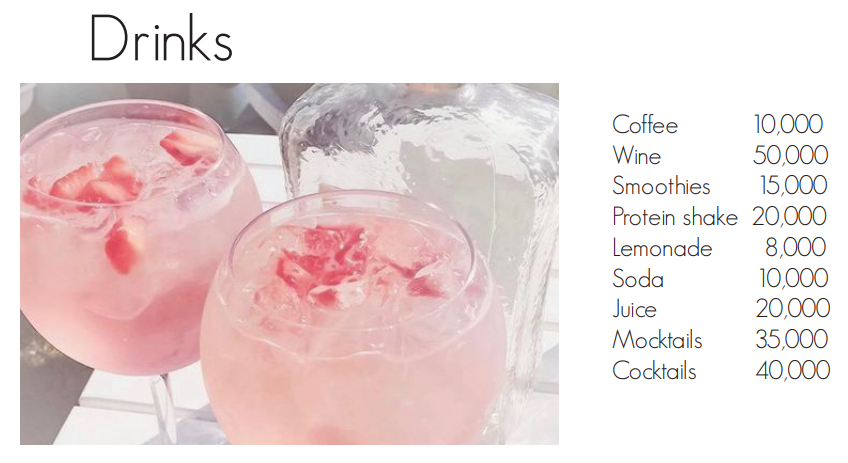 Drinks
Coffee 10,000
Wine 50,000
Smoothies 15,000
Protein shake 20,000
Lemonade 8,000
Soda 10,000
Juice 20,000
Mocktails 35,000
Cocktails 40,000